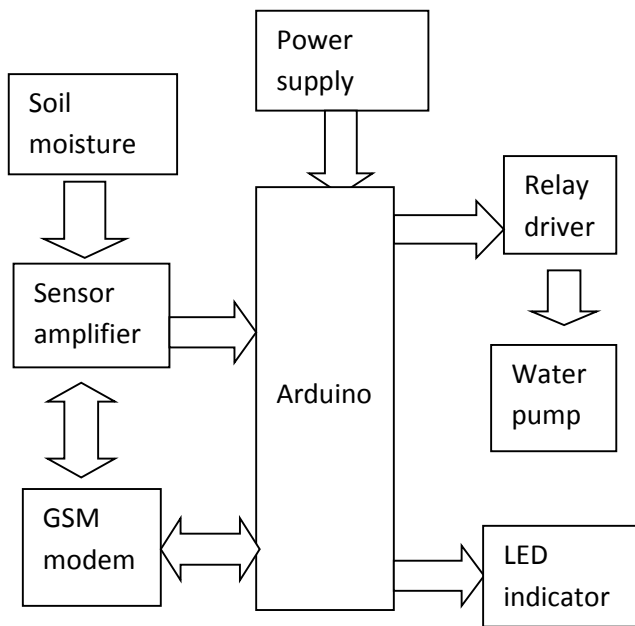 Power
supply
Soil
moisture
Relay
driver
Sensor
amplifier
Arduino
Water
pump
GSM
modem
LED
indicator